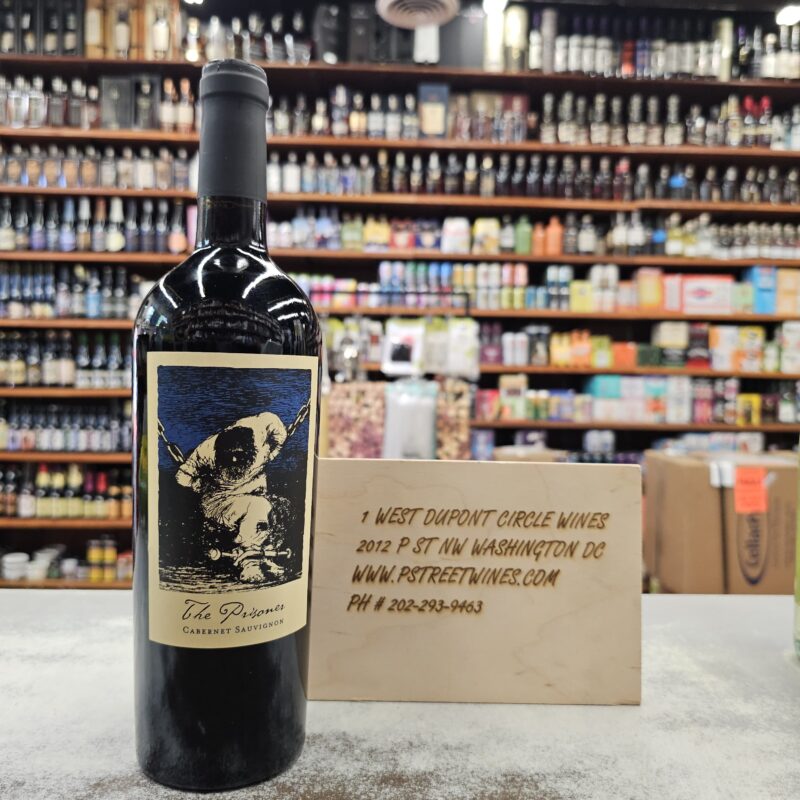 The Prisoner
CABERNET SAUVIGNON
1 WEST DUPONT CIRCLE WINES
2012 P ST NW WASHINGTON DC
WWW.PSTREETWINES.COM
PH # 202-293-9463